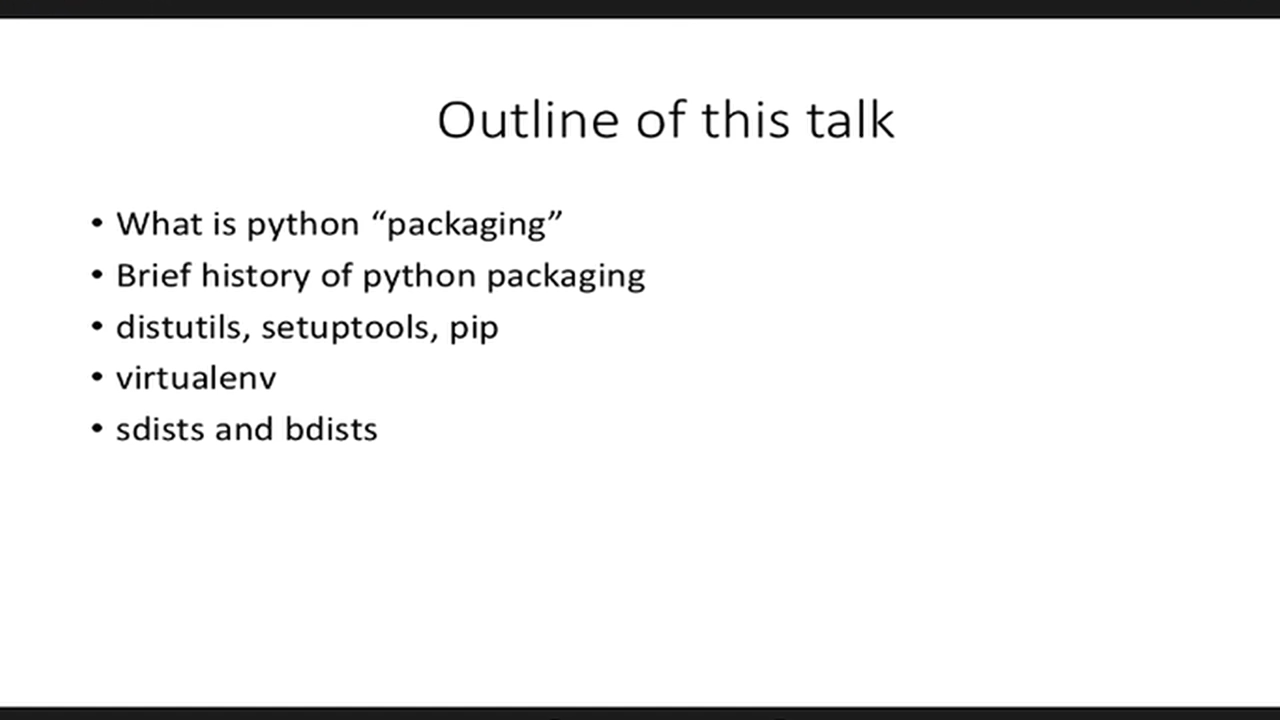 Outline of this talk
• What is python “packaging”
• Brief history of python packaging
• distutils, setuptools, pip
• virtualenv
• sdists and bdists